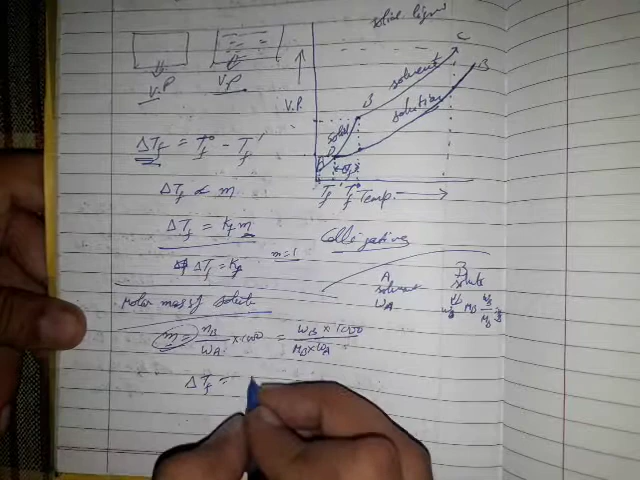 V.P V.P
V.P
solvent
C
B
solution
B
solid
Tf' Tf° Temp.
ΔTf = Tf° - Tf'
ΔTf ∝ m
ΔTf = Kf m
m = 1
ΔTf = Kf
Colligative
A
solvent
WA
B
solute
Molar mass of solute
m = nB/WA × 1000 = WB × 1000/MB × WA
ΔTf =